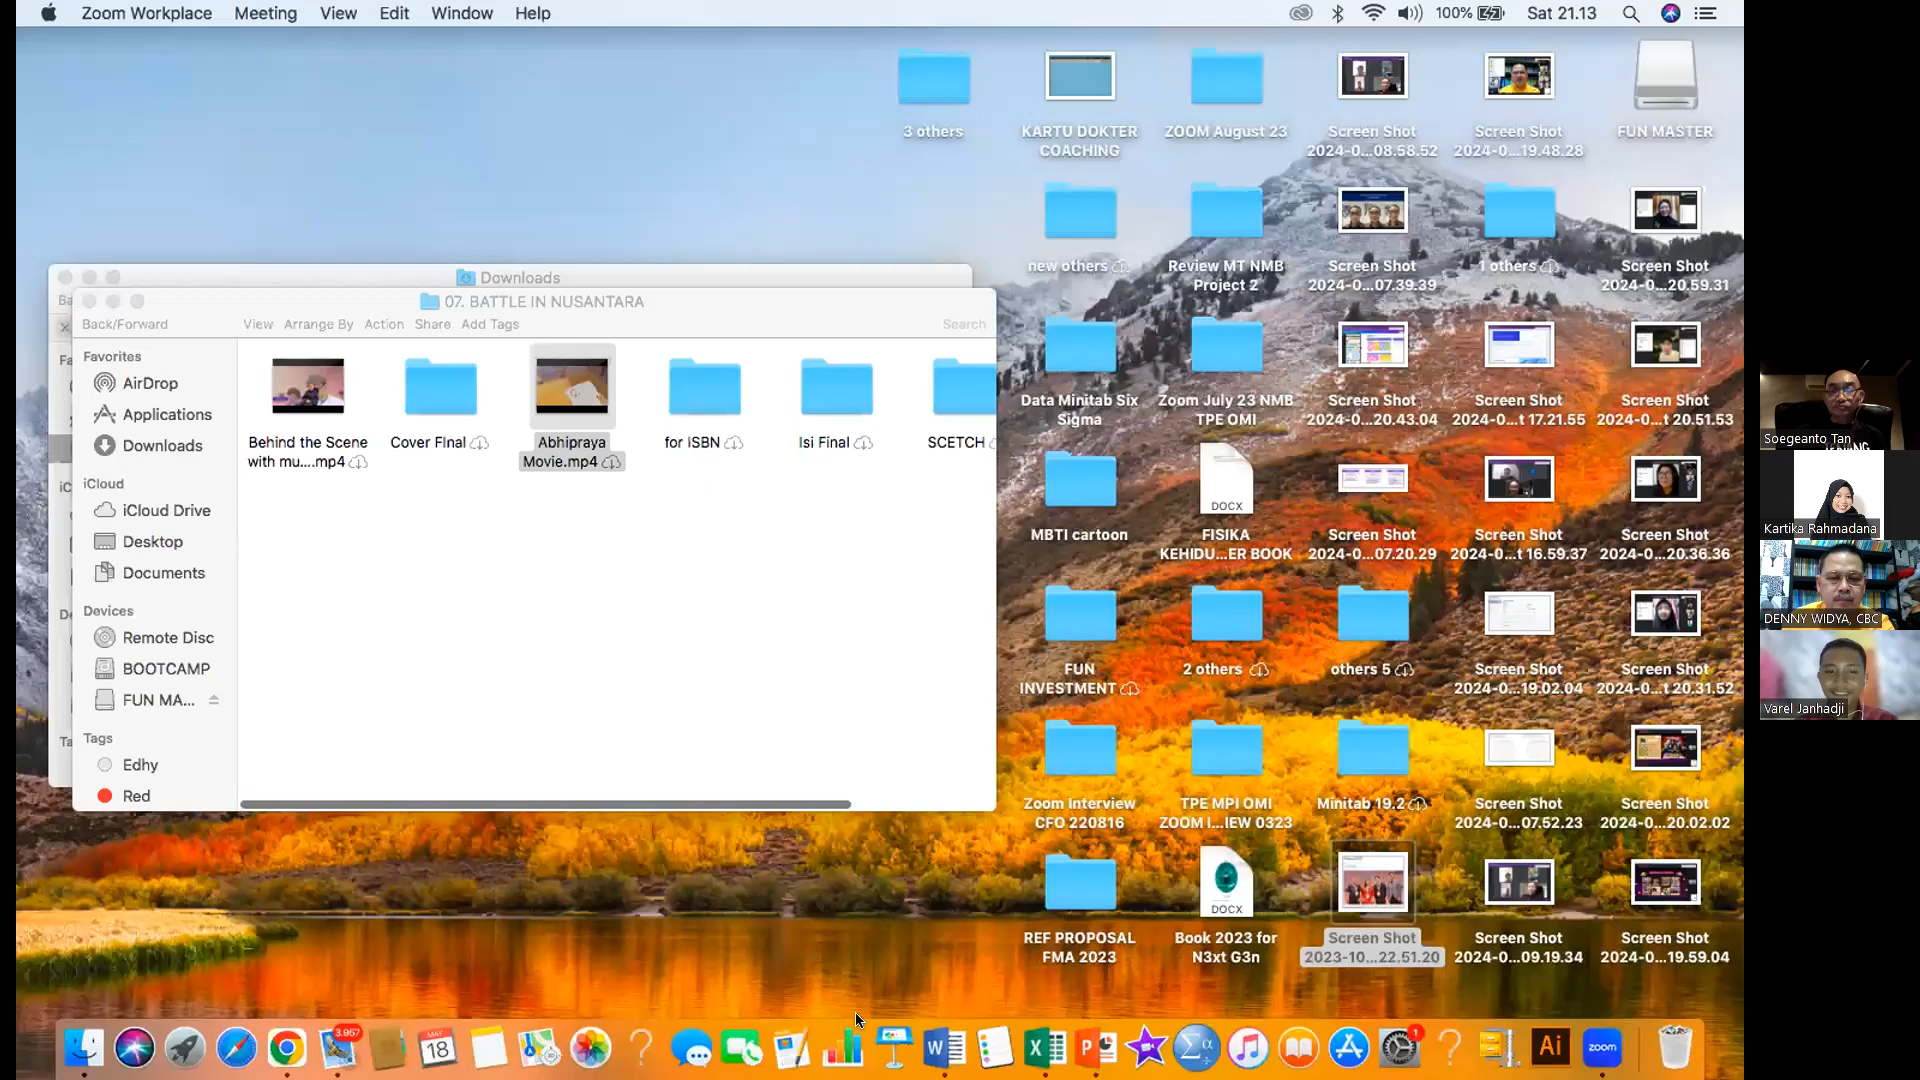 Zoom Workplace Meeting View Edit Window Help
100% Sat 21.13
3 others
KARTU DOKTER
COACHING
ZOOM August 23
Screen Shot
2024-0...08.58.52
Screen Shot
2024-0...19.48.28
FUN MASTER
new others
Review MT NMB
Project 2
Screen Shot
2024-0...07.39.39
1 others
Screen Shot
2024-0...20.59.31
Data Minitab Six
Sigma
Zoom July 23 NMB
TPE OMI
Screen Shot
2024-0...20.43.04
Screen Shot
2024-0...t 17.21.55
Screen Shot
2024-0...t 20.51.53
MBTI cartoon
DOCX
FISIKA
KEHIDU...ER BOOK
Screen Shot
2024-0...07.20.29
Screen Shot
2024-0...t 16.59.37
Screen Shot
2024-0...20.36.36
FUN
INVESTMENT
2 others
others 5
Screen Shot
2024-0...19.02.04
Screen Shot
2024-0...t 20.31.52
Zoom Interview
CFO 220816
TPE MPI OMI
ZOOM I...IEW 0323
Minitab 19.2
Screen Shot
2024-0...07.52.23
Screen Shot
2024-0...20.02.02
REF PROPOSAL
FMA 2023
DOCX
Book 2023 for
N3xt G3n
Screen Shot
2023-10...22.51.20
Screen Shot
2024-0...09.19.34
Screen Shot
2024-0...19.59.04
Downloads
Ba
Fa
iC
De
Ta
07. BATTLE IN NUSANTARA
Back/Forward View Arrange By Action Share Add Tags Search
Favorites
AirDrop
Applications
Downloads
iCloud
iCloud Drive
Desktop
Documents
Devices
Remote Disc
BOOTCAMP
FUN MA...
Tags
Edhy
Red
Behind the Scene
with mu....mp4
Cover FInal
Abhipraya
Movie.mp4
for iSBN
Isi Final
SCETCH
Soegeanto Tan
Kartika Rahmadana
DENNY WIDYA, CBC
Varel Janhadji
3.957
MAY
18
W
X
P
1
Ai
zoom